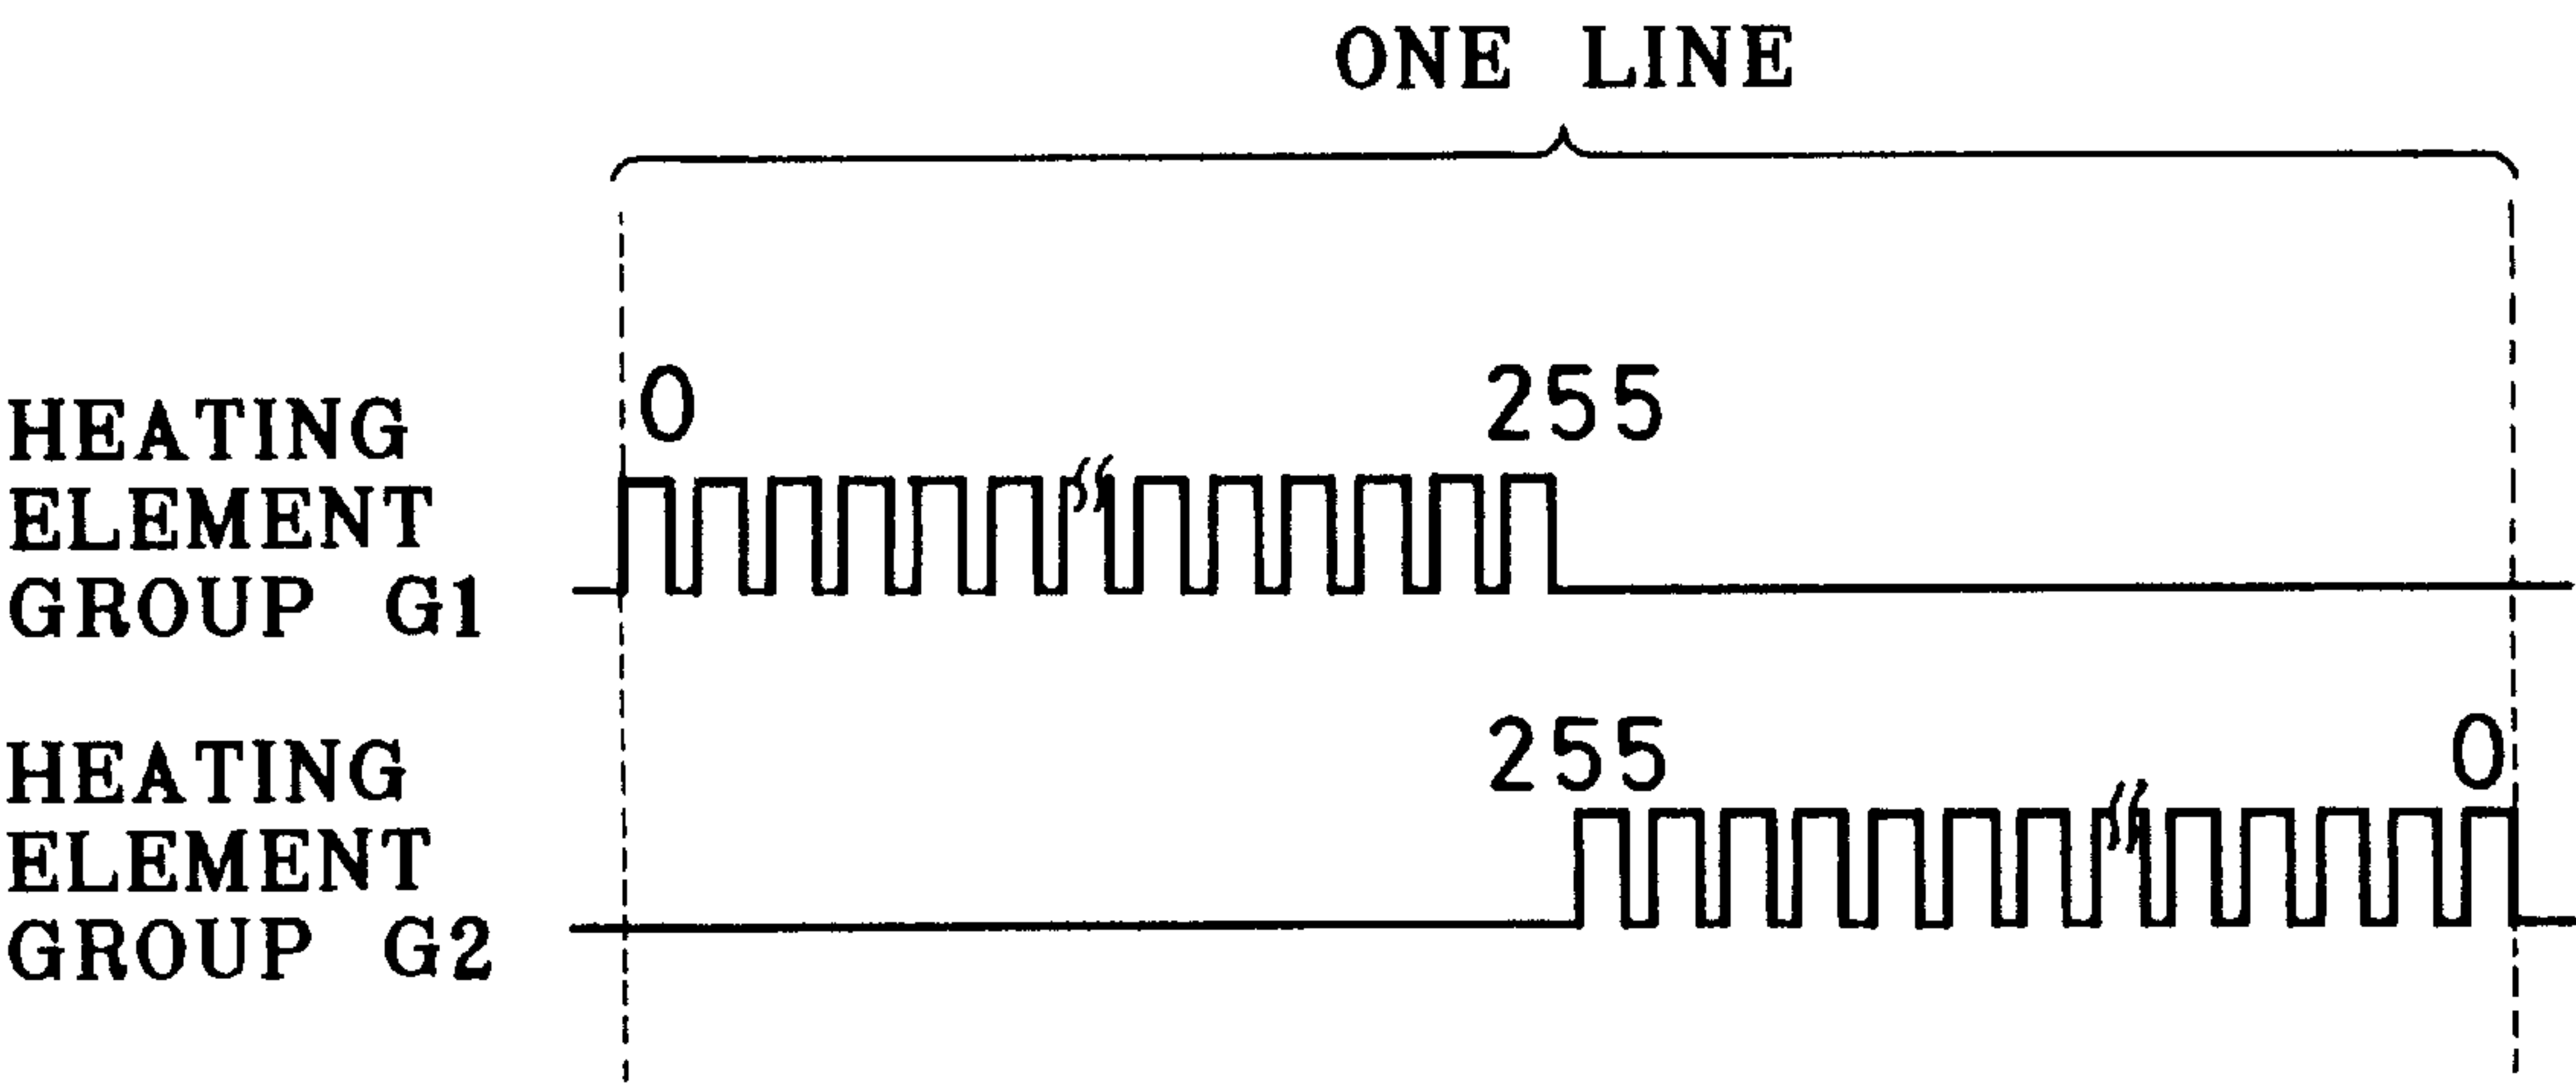 ONE LINE
0 255
HEATING
ELEMENT
GROUP G1
255 0
HEATING
ELEMENT
GROUP G2